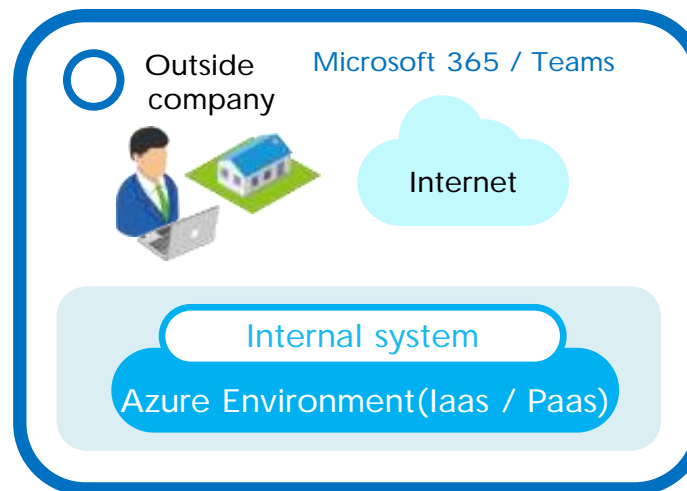 Outside
company
Microsoft 365 / Teams
Internet
Internal system
Azure Environment(Iaas / Paas)